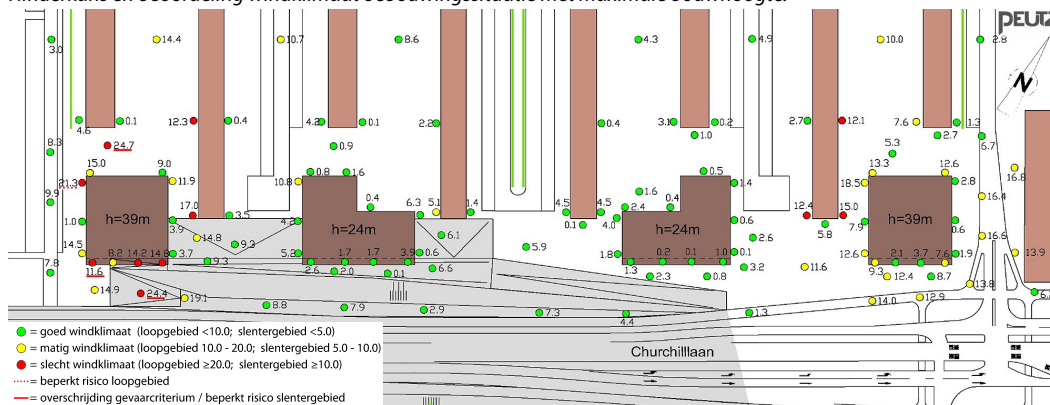 PEUTZ
14.4 10.7 8.6 4.3 4.9 10.0 2.8
3.0
N
4.6 0.1 12.3 0.4 4.3 0.1 2.2 0.4 3.1 0.2 2.7 12.1 7.6 1.3
1.0 2.7 6.7
8.3 24.7 0.9 5.3
15.0 9.0 0.8 1.6 0.5 13.3 12.6 16.8
21.3 11.9 10.8 1.4 18.5 2.8
9.9 1.6 16.4
17.0 3.5 0.4 6.3 5.1 1.4 4.5 4.5 2.4 0.4 12.4 15.0
1.0 h=39m 3.9 4.2 h=24m 0.1 4.0 h=24m 0.6 5.8 7.9 h=39m 0.6
14.8 9.3 6.1 2.6 16.6
14.5 3.7 5.3 0.6 5.9 1.8 0.1 12.6 1.9 13.9
7.8 8.2 14.2 14.8 9.3 1.7 1.7 3.9 0.2 0.1 1.0 3.2 11.6 2.1 3.7 7.6
11.6 2.6 2.0 0.1 6.6 1.3 2.3 0.8 9.3 12.4 8.7
14.9 24.4 19.1 13.8
8.8 7.9 2.9 7.3 4.4 1.3 14.0 12.9
Churchilllaan
= goed windklimaat (loopgebied <10.0; slentergebied <5.0)
= matig windklimaat (loopgebied 10.0 - 20.0; slentergebied 5.0 - 10.0)
= slecht windklimaat (loopgebied ≥20.0; slentergebied ≥10.0)
= beperkt risico loopgebied
= overschrijding gevaarcriterium / beperkt risico slentergebied